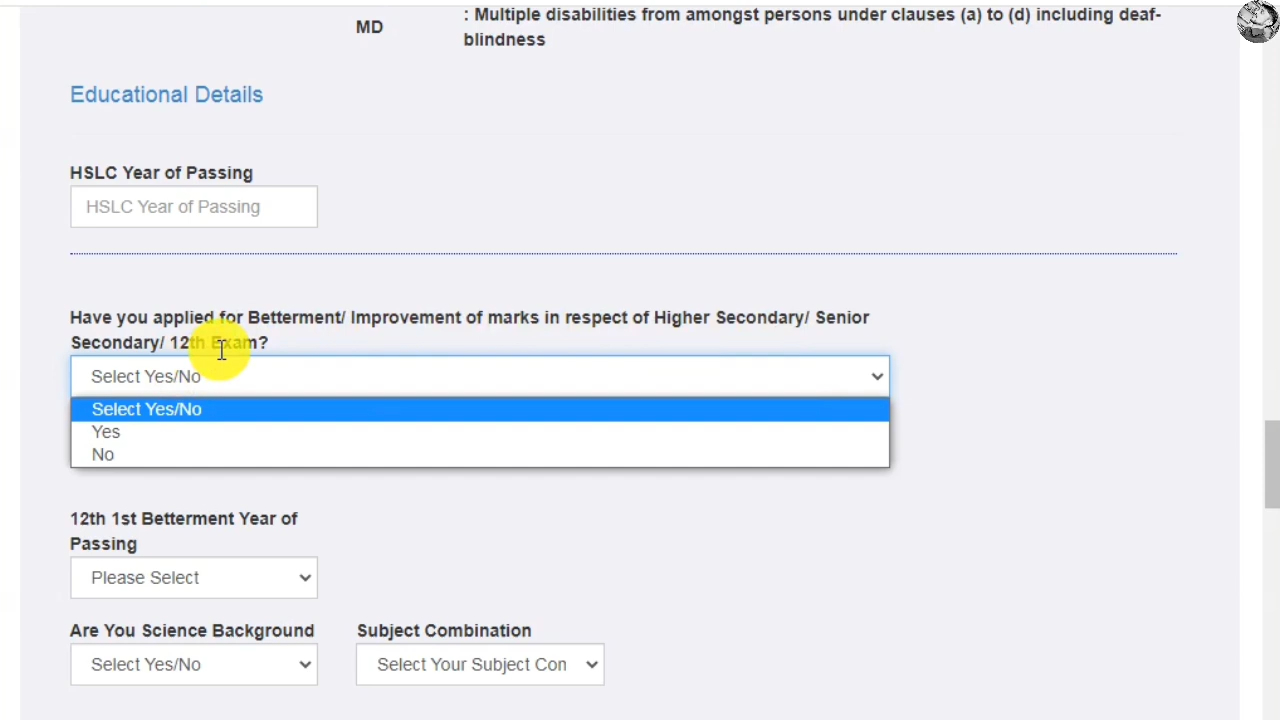 MD
: Multiple disabilities from amongst persons under clauses (a) to (d) including deaf-
blindness
Educational Details
HSLC Year of Passing
HSLC Year of Passing
Have you applied for Betterment/ Improvement of marks in respect of Higher Secondary/ Senior
Secondary/ 12th Exam?
Select Yes/No
Select Yes/No
Yes
No
12th 1st Betterment Year of
Passing
Please Select
Are You Science Background
Subject Combination
Select Yes/No
Select Your Subject Con